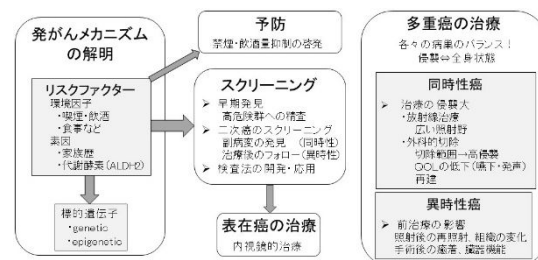 発がんメカニズム
の解明
リスクファクター
環境因子
・喫煙・飲酒
・食事など
素因
・家族歴
・代謝酵素(ALDH2)
標的遺伝子
・genetic
・epigenetic
予防
禁煙・飲酒量抑制の啓発
スクリーニング
➢ 早期発見
高危険群への精査
➢ 二次癌のスクリーニング
副病変の発見 (同時性)
治療後のフォロー(異時性)
➢ 検査法の開発・応用
表在癌の治療
内視鏡的治療
多重癌の治療
各々の病期のバランス!
侵襲⇔全身状態
同時性癌
➢ 治療の侵襲大
・放射線治療
広い照射野
・外科的切除
切除範囲→高侵襲
QOLの低下(嚥下・発声)
再建
異時性癌
➢ 前治療の影響
照射後の再照射、組織の変化
手術後の癒着、臓器機能